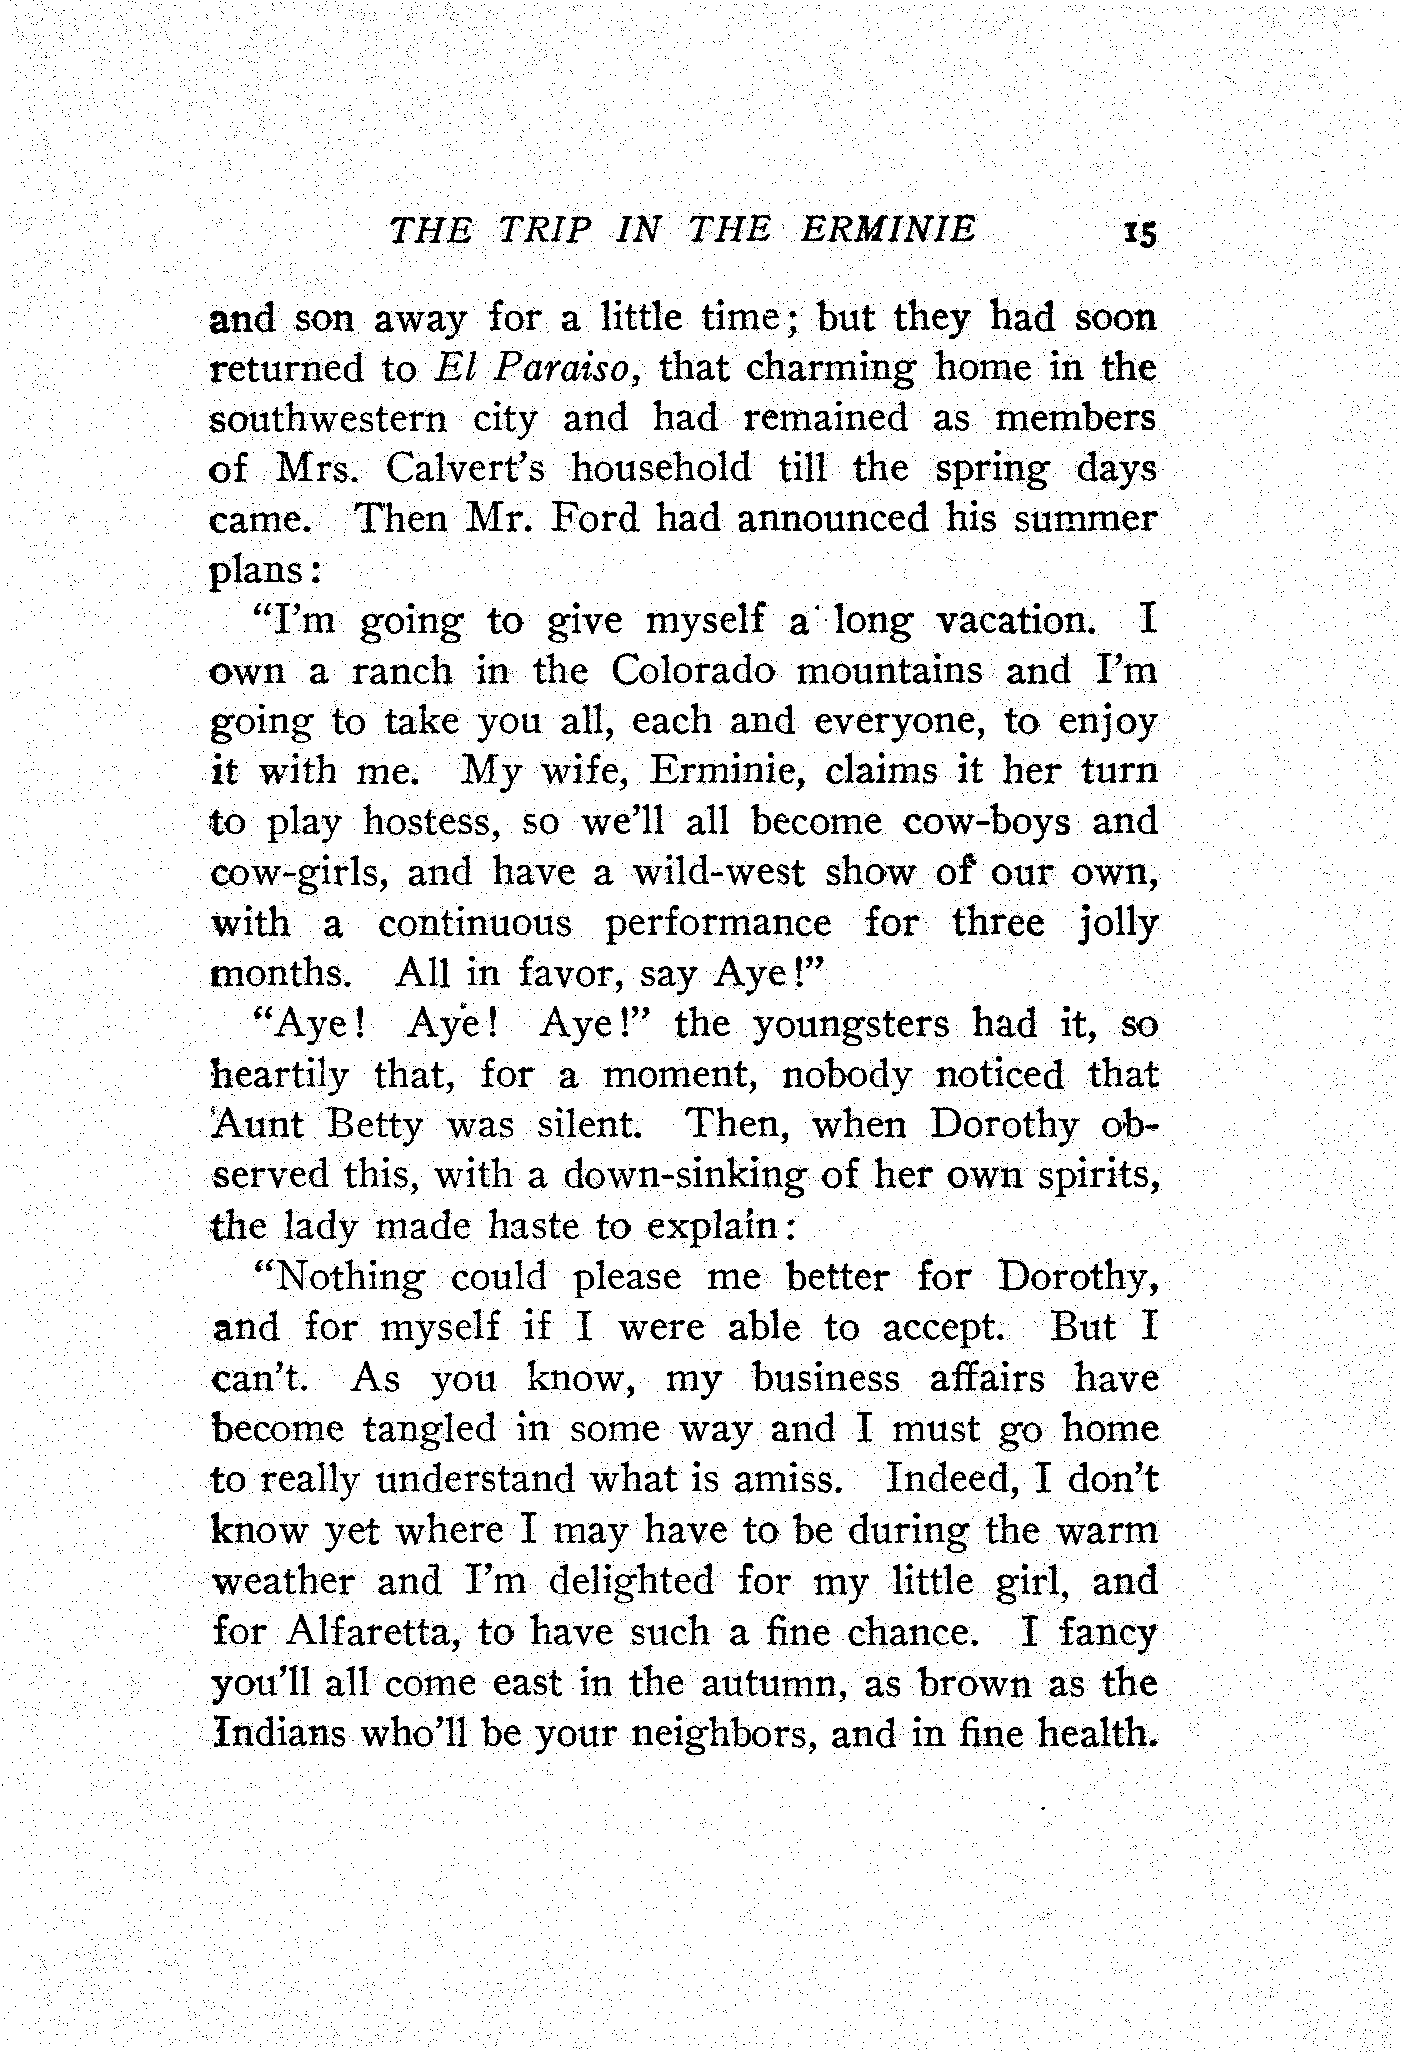 THE TRIP IN THE ERMINIE 15
and son away for a little time; but they had soon
returned to El Paraiso, that charming home in the
southwestern city and had remained as members
of Mrs. Calvert's household till the spring days
came. Then Mr. Ford had announced his summer
plans:
"I'm going to give myself a long vacation. I
own a ranch in the Colorado mountains and I'm
going to take you all, each and everyone, to enjoy
it with me. My wife, Erminie, claims it her turn
to play hostess, so we'll all become cow-boys and
cow-girls, and have a wild-west show of our own,
with a continuous performance for three jolly
months. All in favor, say Aye!"
"Aye! Aye! Aye!" the youngsters had it, so
heartily that, for a moment, nobody noticed that
Aunt Betty was silent. Then, when Dorothy ob-
served this, with a down-sinking of her own spirits,
the lady made haste to explain:
"Nothing could please me better for Dorothy,
and for myself if I were able to accept. But I
can't. As you know, my business affairs have
become tangled in some way and I must go home
to really understand what is amiss. Indeed, I don't
know yet where I may have to be during the warm
weather and I'm delighted for my little girl, and
for Alfaretta, to have such a fine chance. I fancy
you'll all come east in the autumn, as brown as the
Indians who'll be your neighbors, and in fine health.